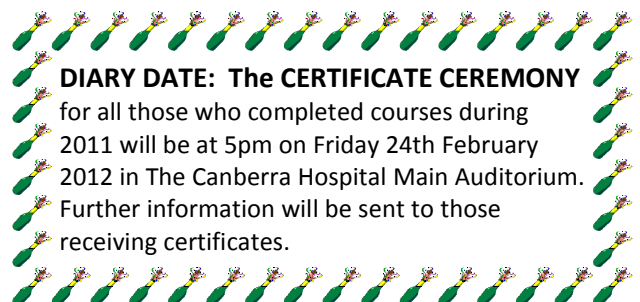 DIARY DATE:  The CERTIFICATE CEREMONY
for all those who completed courses during
2011 will be at 5pm on Friday 24th February
2012 in The Canberra Hospital Main Auditorium.
Further information will be sent to those
receiving certificates.